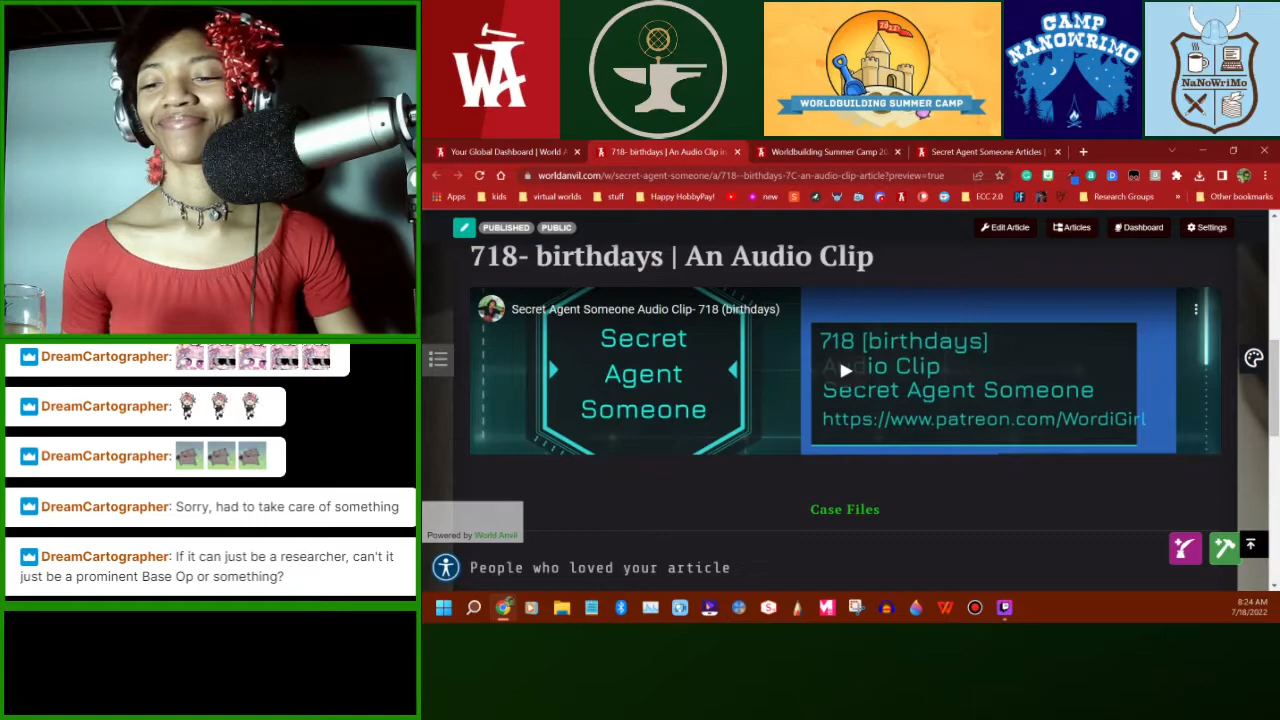 WA
2022
WORLDBUILDING SUMMER CAMP
CAMP
NANOWRIMO
NaNoWriMo
Your Global Dashboard | World A
718- birthdays | An Audio Clip in
Worldbuilding Summer Camp 20
Secret Agent Someone Articles |
worldanvil.com/w/secret-agent-someone/a/718--birthdays-7C-an-audio-clip-article?preview=true
Apps
kids
virtual worlds
stuff
Happy HobbyPay!
new
ECC 2.0
Research Groups
»
Other bookmarks
PUBLISHED
PUBLIC
Edit Article
Articles
Dashboard
Settings
718- birthdays | An Audio Clip
Secret Agent Someone Audio Clip- 718 (birthdays)
Secret
Agent
Someone
718 [birthdays]
Audio Clip
Secret Agent Someone
https://www.patreon.com/WordiGirl
Case Files
Powered by World Anvil
People who loved your article
8:24 AM
7/18/2022
DreamCartographer:
DreamCartographer:
DreamCartographer:
DreamCartographer: Sorry, had to take care of something
DreamCartographer: If it can just be a researcher, can't it
just be a prominent Base Op or something?